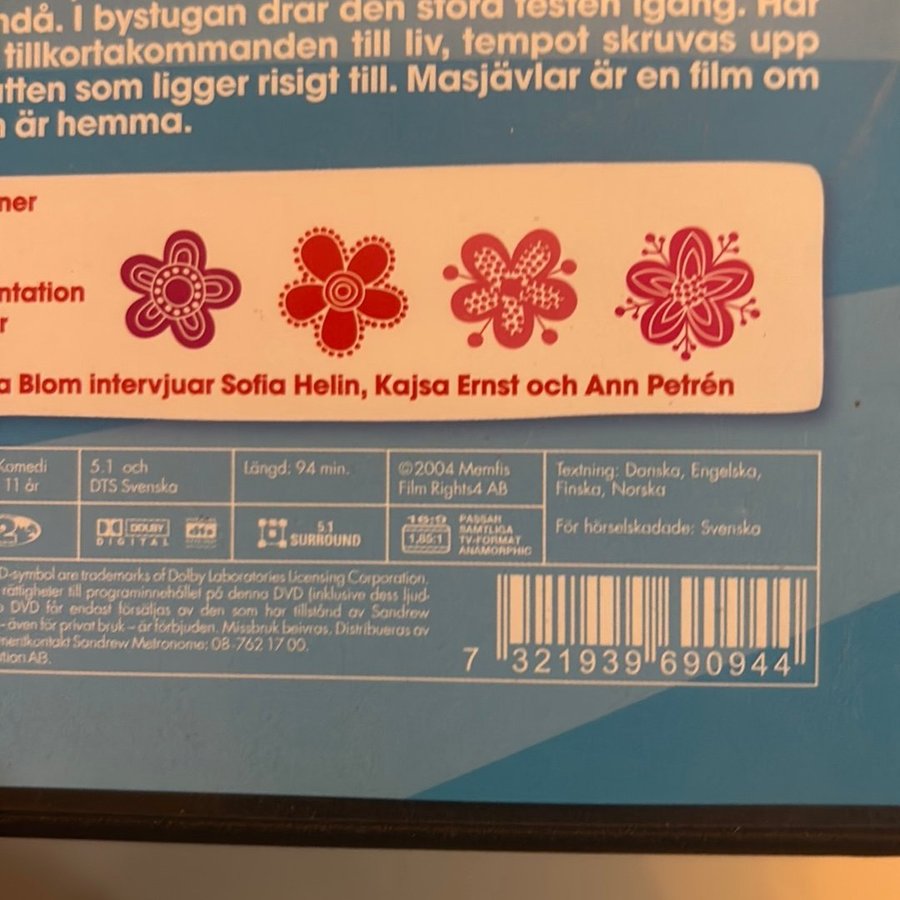 ndå. I bystugan drar den stora festen igång. Här
tillkortakommanden till liv, tempot skruvas upp
atten som ligger risigt till. Masjävlar är en film om
är hemma.
ner
ntation
r
a Blom intervjuar Sofia Helin, Kajsa Ernst och Ann Petrén
Komedi
11 år
5.1 och
DTS Svenska
Längd: 94 min.
©2004 Memfis
Film Rights4 AB
Textning: Danska, Engelska,
Finska, Norska
För hörselskadade: Svenska
2
DOLBY
DIGITAL
dts
5.1
SURROUND
16:9
1,85:1
PASSAR
SAMTLIGA
TV-FORMAT
ANAMORPHIC
D-symbol are trademarks of Dolby Laboratories Licensing Corporation.
rättigheter till programinnehållet på denna DVD (inklusive dess ljud-
DVD får endast försäljas av den som har tillstånd av Sandrew
-även för privat bruk – är förbjuden. Missbruk beivras. Distribueras av
mentkontakt Sandrew Metronome: 08-762 17 00.
tion AB.
7 321939 690944